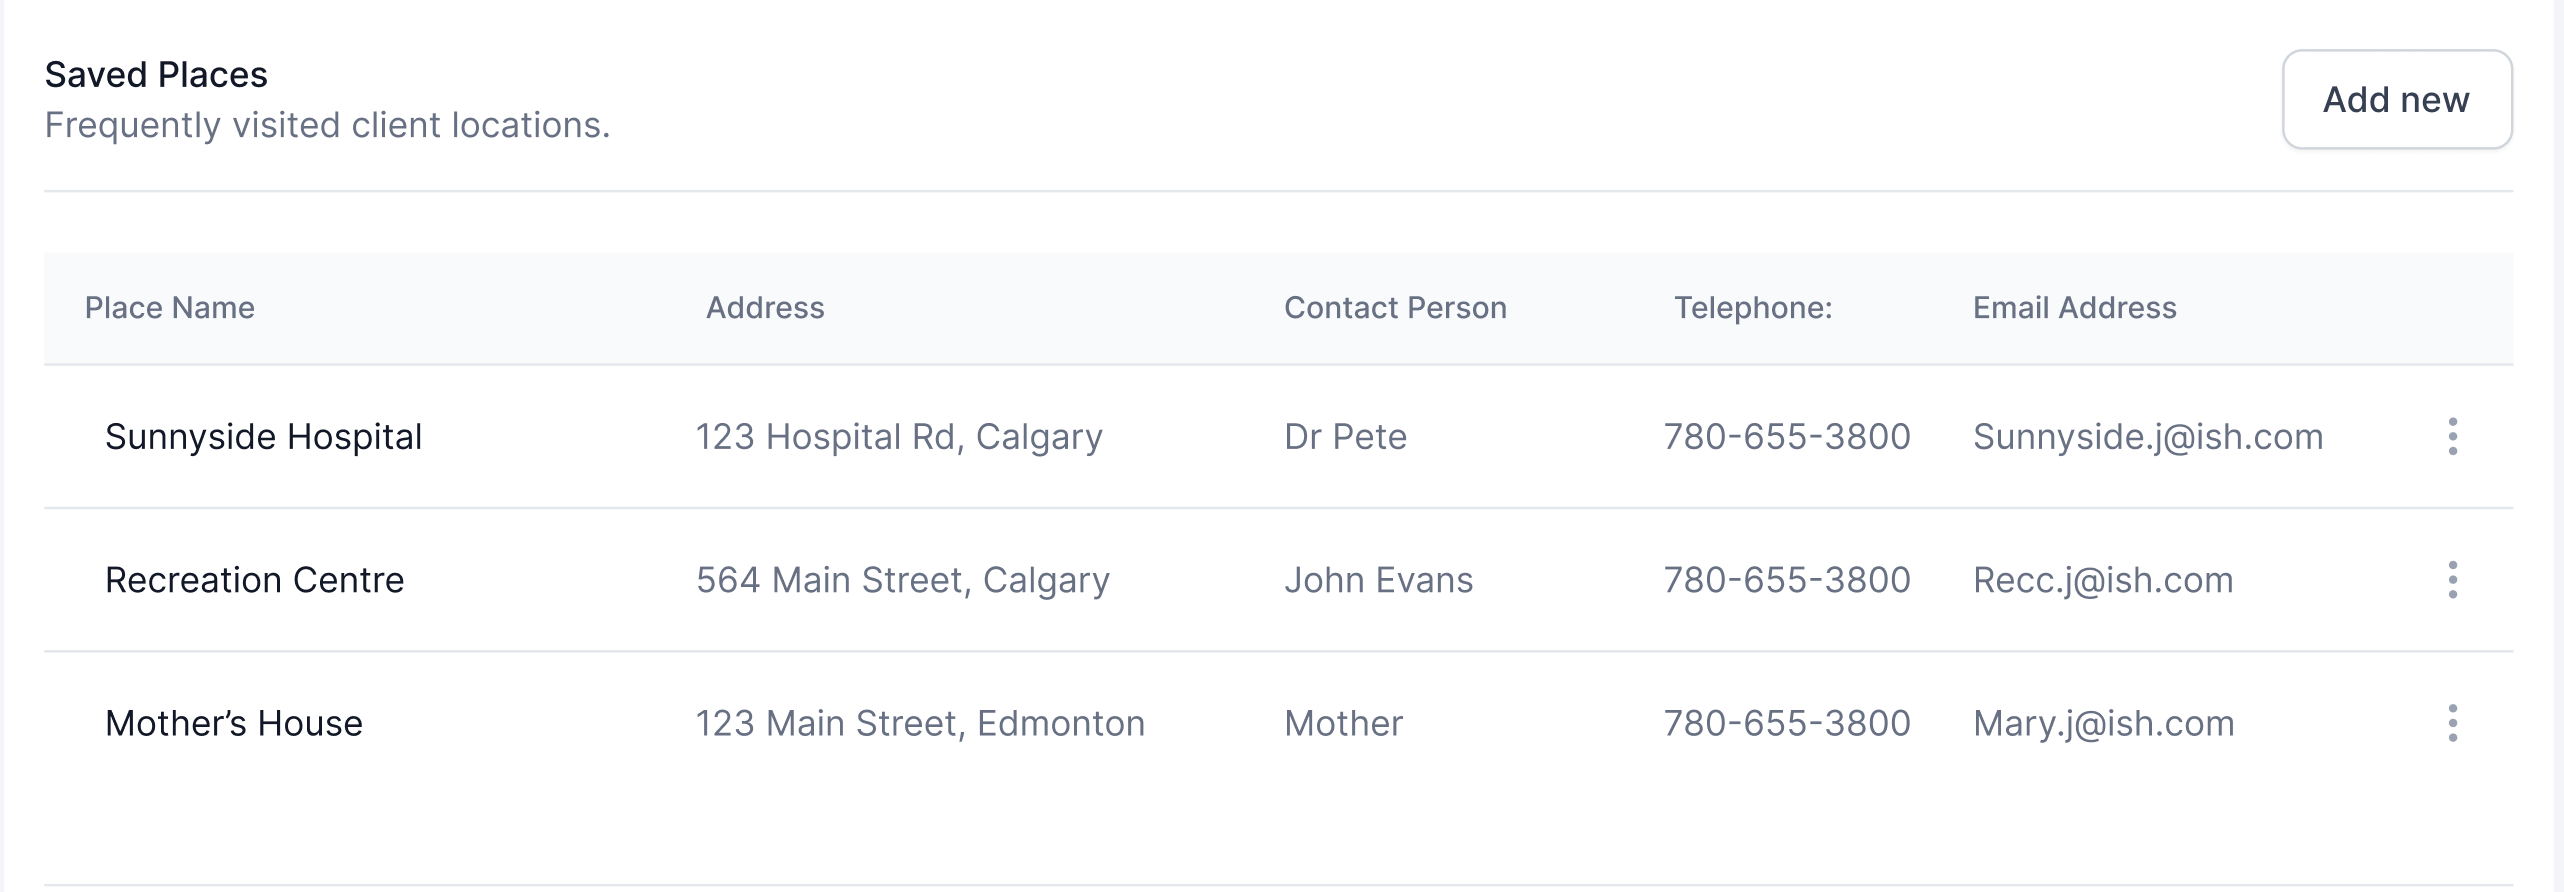 Saved Places
Frequently visited client locations.
Add new
Place Name Address Contact Person Telephone: Email Address
Sunnyside Hospital 123 Hospital Rd, Calgary Dr Pete 780-655-3800 Sunnyside.j@ish.com
Recreation Centre 564 Main Street, Calgary John Evans 780-655-3800 Recc.j@ish.com
Mother’s House 123 Main Street, Edmonton Mother 780-655-3800 Mary.j@ish.com